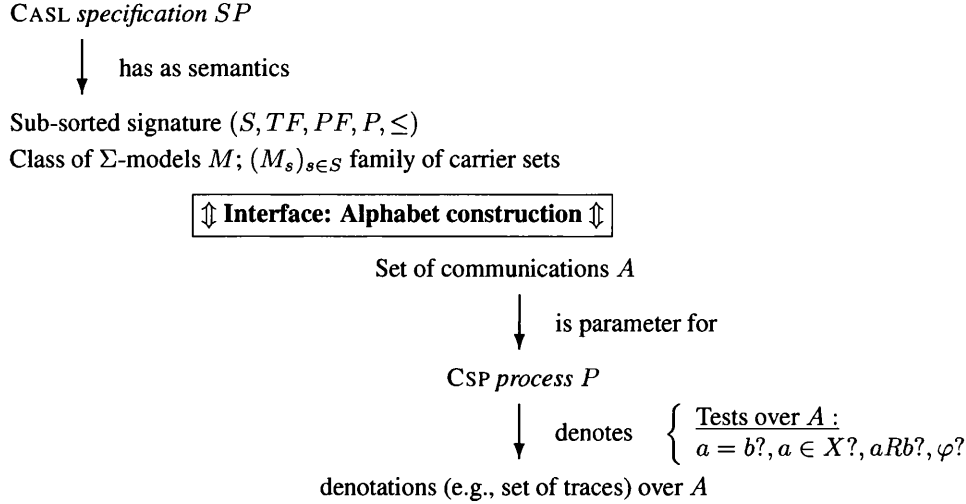 CASL specification SP
has as semantics
Sub-sorted signature (S, TF, PF, P, ≤)
Class of Σ-models M; (Mₛ)ₛ∈S family of carrier sets
⇕ Interface: Alphabet construction ⇕
Set of communications A
is parameter for
CSP process P
denotes { Tests over A :
a = b?, a ∈ X?, aRb?, φ?
denotations (e.g., set of traces) over A